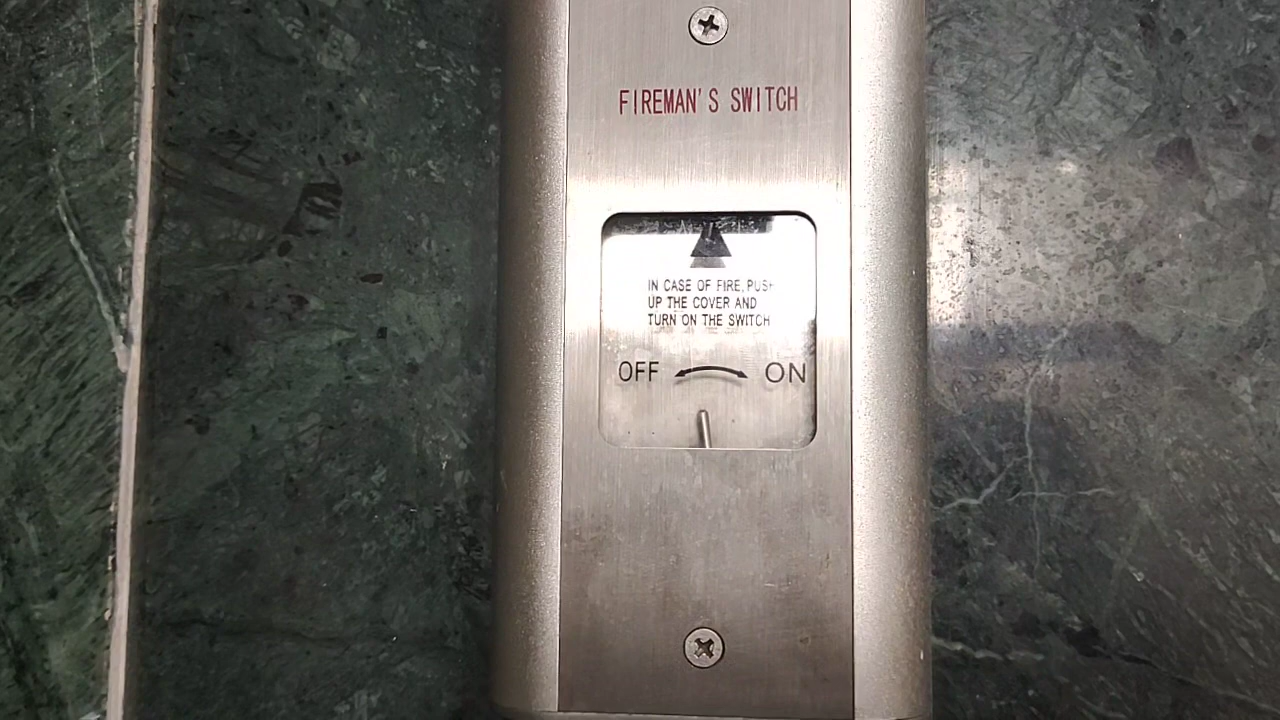 FIREMAN'S SWITCH
IN CASE OF FIRE, PUSH
UP THE COVER AND
TURN ON THE SWITCH
OFF ON